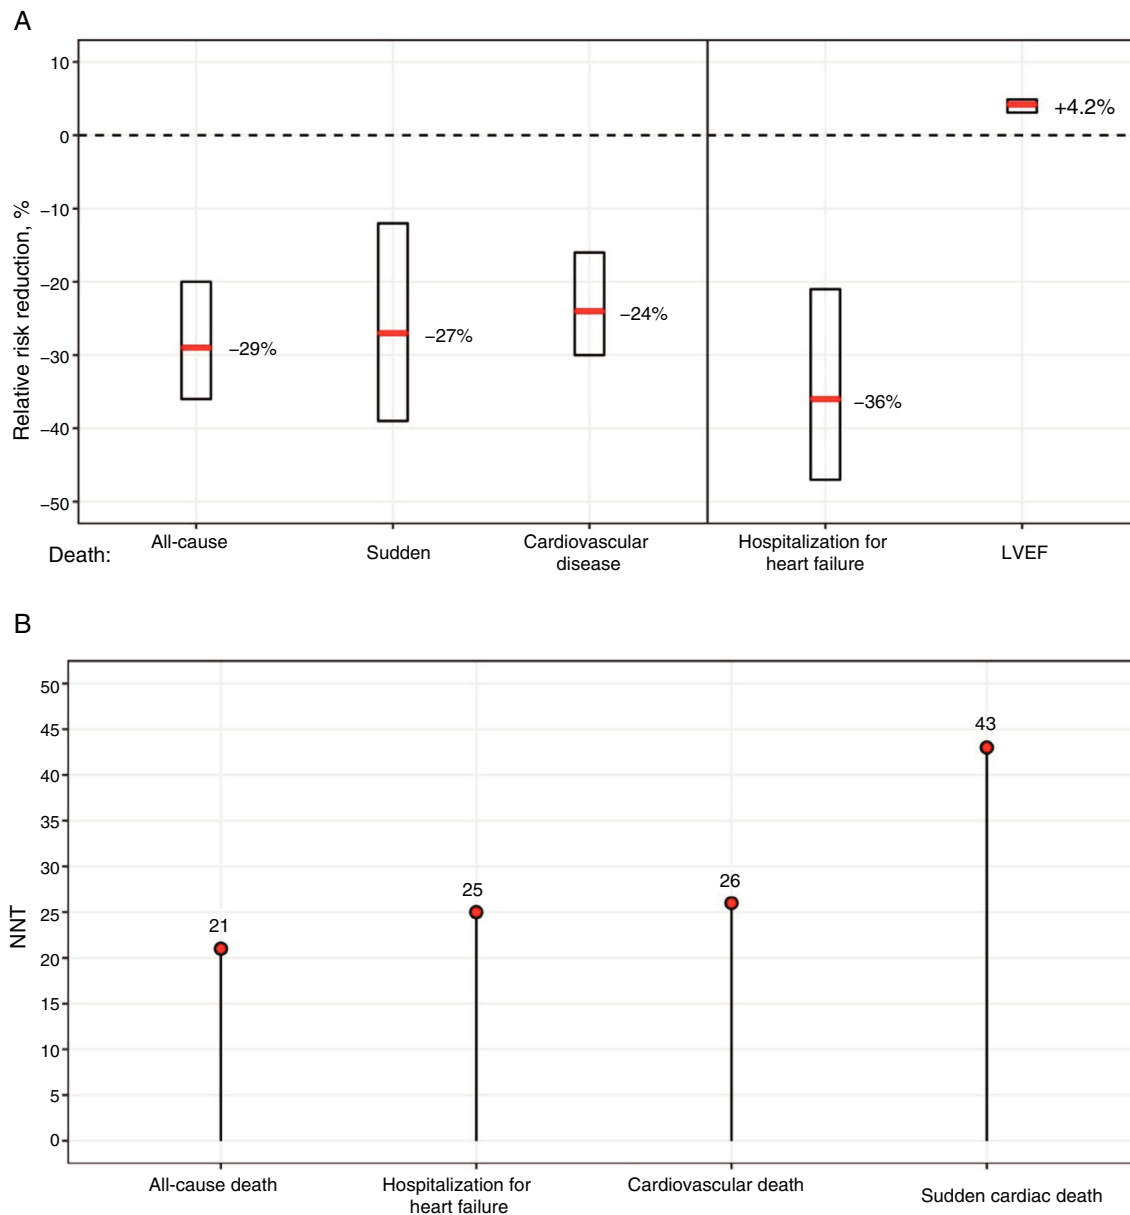 A
Relative risk reduction, %
10
0
−10
−20
−30
−40
−50
−29%
−27%
−24%
−36%
+4.2%
Death:
All-cause
Sudden
Cardiovascular
disease
Hospitalization for
heart failure
LVEF
B
NNT
50
45
40
35
30
25
20
15
10
5
0
21
25
26
43
All-cause death
Hospitalization for
heart failure
Cardiovascular death
Sudden cardiac death